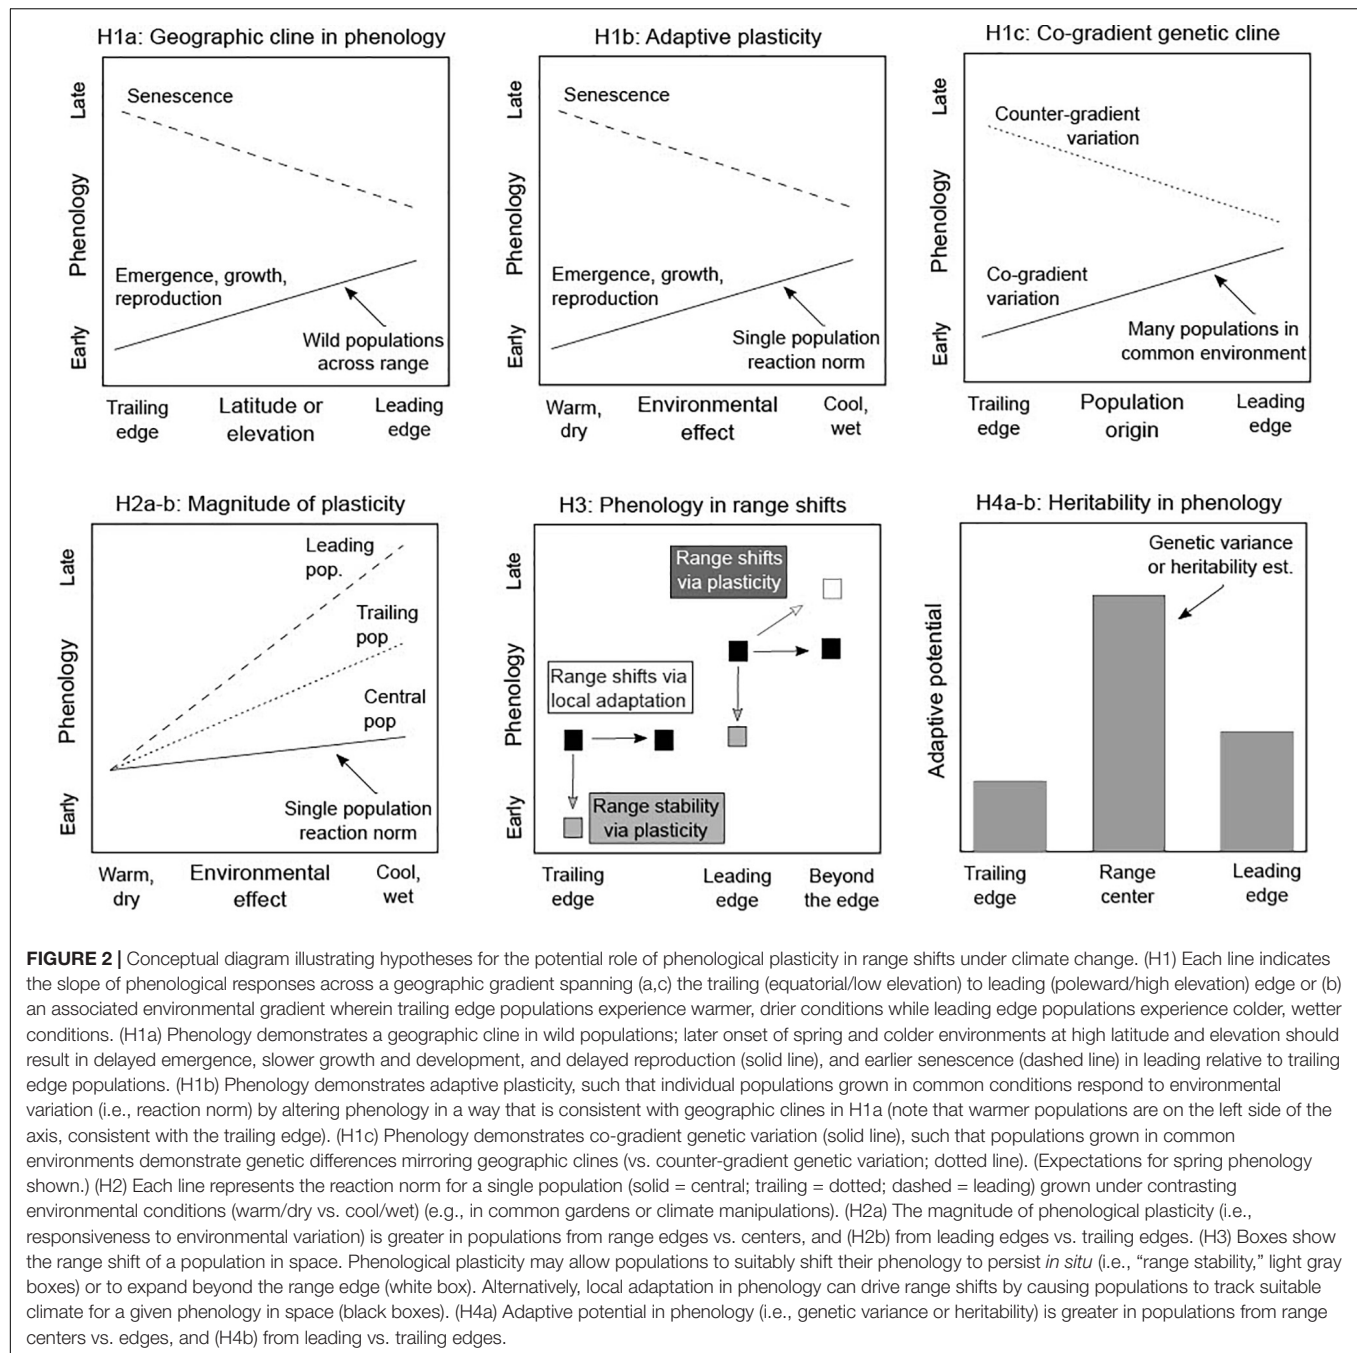 H1a: Geographic cline in phenology
Late
Phenology
Early
Senescence
Emergence, growth,
reproduction
Wild populations
across range
Trailing
edge
Latitude or
elevation
Leading
edge
H1b: Adaptive plasticity
Late
Phenology
Early
Senescence
Emergence, growth,
reproduction
Single population
reaction norm
Warm,
dry
Environmental
effect
Cool,
wet
H1c: Co-gradient genetic cline
Late
Phenology
Early
Counter-gradient
variation
Co-gradient
variation
Many populations in
common environment
Trailing
edge
Population
origin
Leading
edge
H2a-b: Magnitude of plasticity
Late
Phenology
Early
Leading
pop.
Trailing
pop
Central
pop
Single population
reaction norm
Warm,
dry
Environmental
effect
Cool,
wet
H3: Phenology in range shifts
Late
Phenology
Early
Range shifts
via plasticity
Range shifts via
local adaptation
Range stability
via plasticity
Trailing
edge
Leading
edge
Beyond
the edge
H4a-b: Heritability in phenology
Adaptive potential
Genetic variance
or heritability est.
Trailing
edge
Range
center
Leading
edge
FIGURE 2 | Conceptual diagram illustrating hypotheses for the potential role of phenological plasticity in range shifts under climate change. (H1) Each line indicates
the slope of phenological responses across a geographic gradient spanning (a,c) the trailing (equatorial/low elevation) to leading (poleward/high elevation) edge or (b)
an associated environmental gradient wherein trailing edge populations experience warmer, drier conditions while leading edge populations experience colder, wetter
conditions. (H1a) Phenology demonstrates a geographic cline in wild populations; later onset of spring and colder environments at high latitude and elevation should
result in delayed emergence, slower growth and development, and delayed reproduction (solid line), and earlier senescence (dashed line) in leading relative to trailing
edge populations. (H1b) Phenology demonstrates adaptive plasticity, such that individual populations grown in common conditions respond to environmental
variation (i.e., reaction norm) by altering phenology in a way that is consistent with geographic clines in H1a (note that warmer populations are on the left side of the
axis, consistent with the trailing edge). (H1c) Phenology demonstrates co-gradient genetic variation (solid line), such that populations grown in common
environments demonstrate genetic differences mirroring geographic clines (vs. counter-gradient genetic variation; dotted line). (Expectations for spring phenology
shown.) (H2) Each line represents the reaction norm for a single population (solid = central; trailing = dotted; dashed = leading) grown under contrasting
environmental conditions (warm/dry vs. cool/wet) (e.g., in common gardens or climate manipulations). (H2a) The magnitude of phenological plasticity (i.e.,
responsiveness to environmental variation) is greater in populations from range edges vs. centers, and (H2b) from leading edges vs. trailing edges. (H3) Boxes show
the range shift of a population in space. Phenological plasticity may allow populations to suitably shift their phenology to persist in situ (i.e., “range stability,” light gray
boxes) or to expand beyond the range edge (white box). Alternatively, local adaptation in phenology can drive range shifts by causing populations to track suitable
climate for a given phenology in space (black boxes). (H4a) Adaptive potential in phenology (i.e., genetic variance or heritability) is greater in populations from range
centers vs. edges, and (H4b) from leading vs. trailing edges.